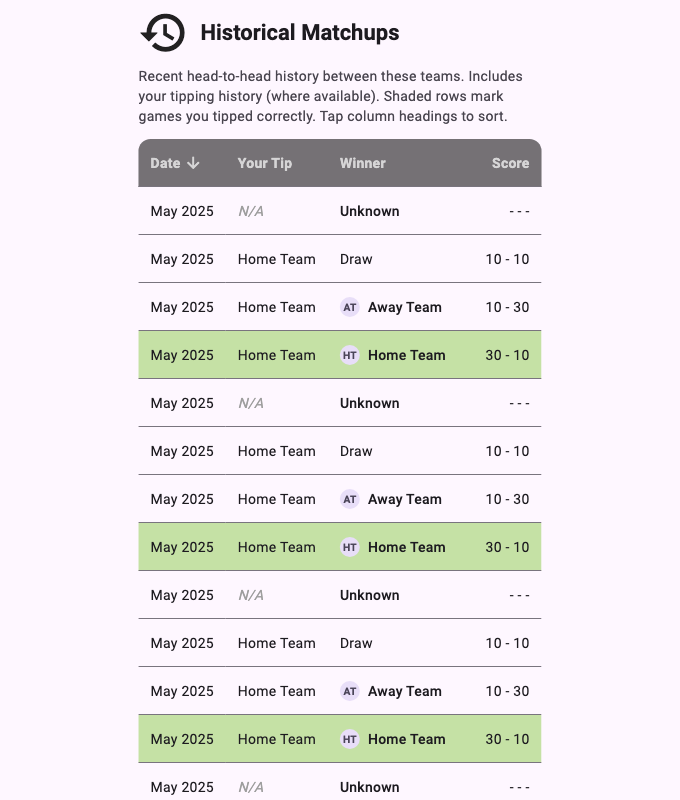 Historical Matchups
Recent head-to-head history between these teams. Includes
your tipping history (where available). Shaded rows mark
games you tipped correctly. Tap column headings to sort.
Date ↓ Your Tip Winner Score
May 2025 N/A Unknown - - -
May 2025 Home Team Draw 10 - 10
May 2025 Home Team AT Away Team 10 - 30
May 2025 Home Team HT Home Team 30 - 10
May 2025 N/A Unknown - - -
May 2025 Home Team Draw 10 - 10
May 2025 Home Team AT Away Team 10 - 30
May 2025 Home Team HT Home Team 30 - 10
May 2025 N/A Unknown - - -
May 2025 Home Team Draw 10 - 10
May 2025 Home Team AT Away Team 10 - 30
May 2025 Home Team HT Home Team 30 - 10
May 2025 N/A Unknown - - -